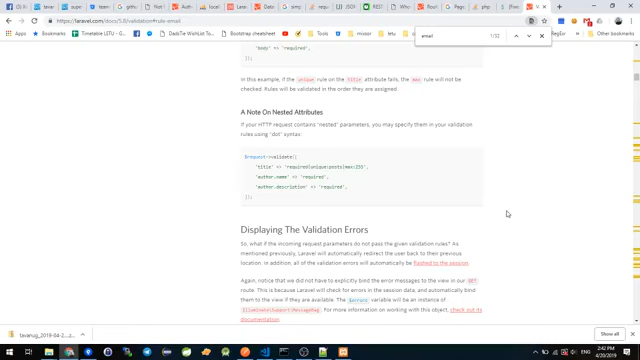 https://laravel.com/docs/5.8/validation#rule-email
email
1/32
Apps
Browser
Music
Timetable LETU
DadsTie Wordlist To
Bootstrap cheatsheet
misor
letu
Other bookmarks
'body' => 'required',
]);
In this example, if the unique rule on the title attribute fails, the max rule will not be
checked. Rules will be validated in the order they are assigned.
A Note On Nested Attributes
If your HTTP request contains "nested" parameters, you may specify them in your validation
rules using "dot" syntax:
$request->validate([
'title' => 'required|unique:posts|max:255',
'author.name' => 'required',
'author.description' => 'required',
]);
Displaying The Validation Errors
So, what if the incoming request parameters do not pass the given validation rules? As
mentioned previously, Laravel will automatically redirect the user back to their previous
location. In addition, all of the validation errors will automatically be flashed to the session.
Again, notice that we did not have to explicitly bind the error messages to the view in our GET
route. This is because Laravel will check for errors in the session data, and automatically bind
them to the view if they are available. The $errors variable will be an instance of
Illuminate\Support\MessageBag. For more information on working with this object, check out its
documentation.
Show all
2:42 PM
4/20/2019